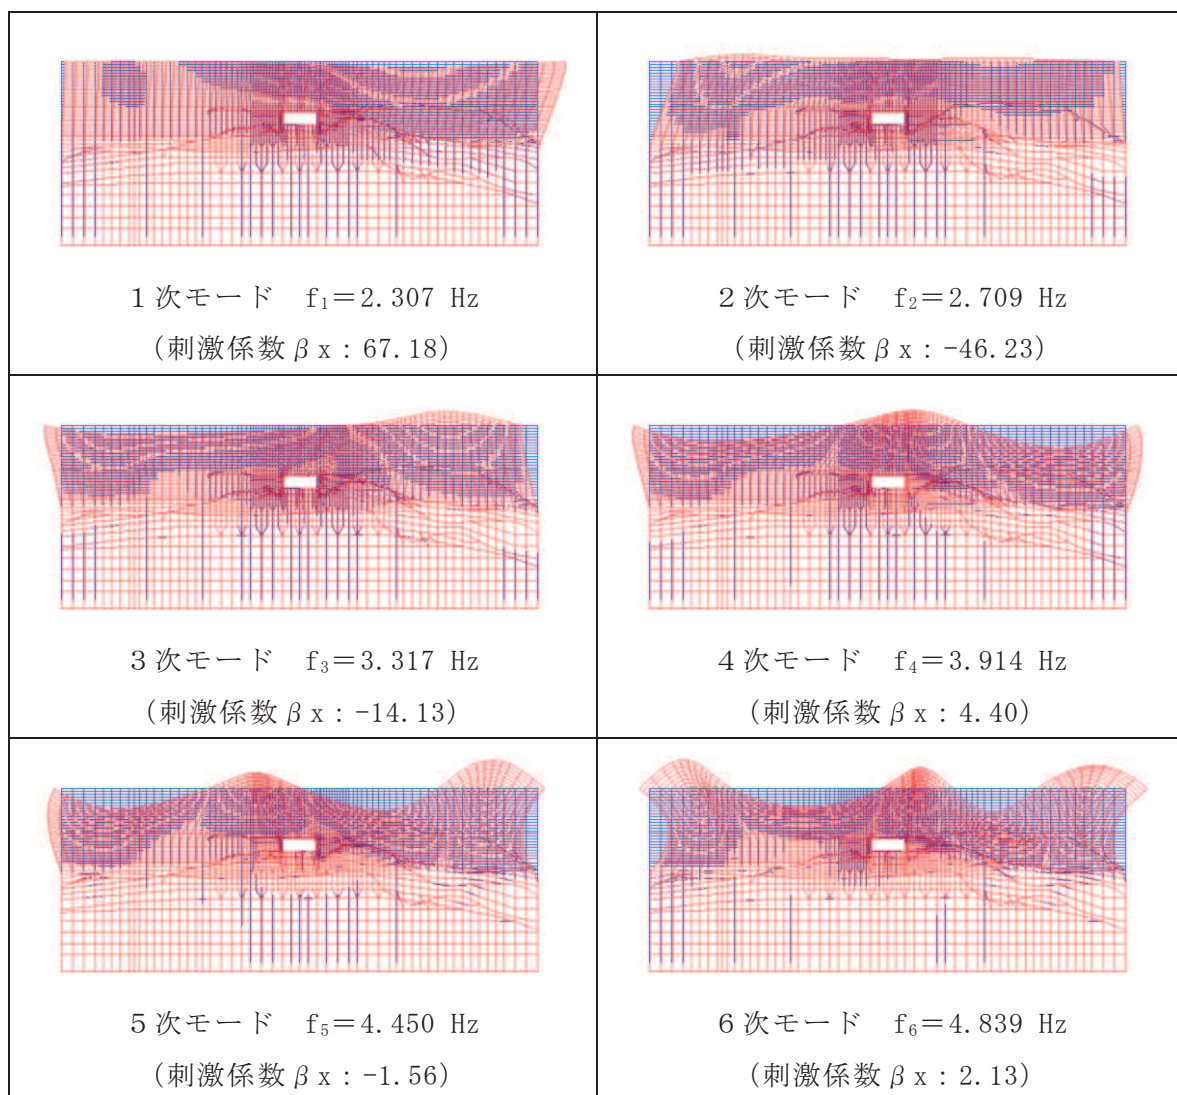 1次モード f₁＝2.307 Hz
(刺激係数βx：67.18)
2次モード f₂＝2.709 Hz
(刺激係数βx：-46.23)
3次モード f₃＝3.317 Hz
(刺激係数βx：-14.13)
4次モード f₄＝3.914 Hz
(刺激係数βx：4.40)
5次モード f₅＝4.450 Hz
(刺激係数βx：-1.56)
6次モード f₆＝4.839 Hz
(刺激係数βx：2.13)